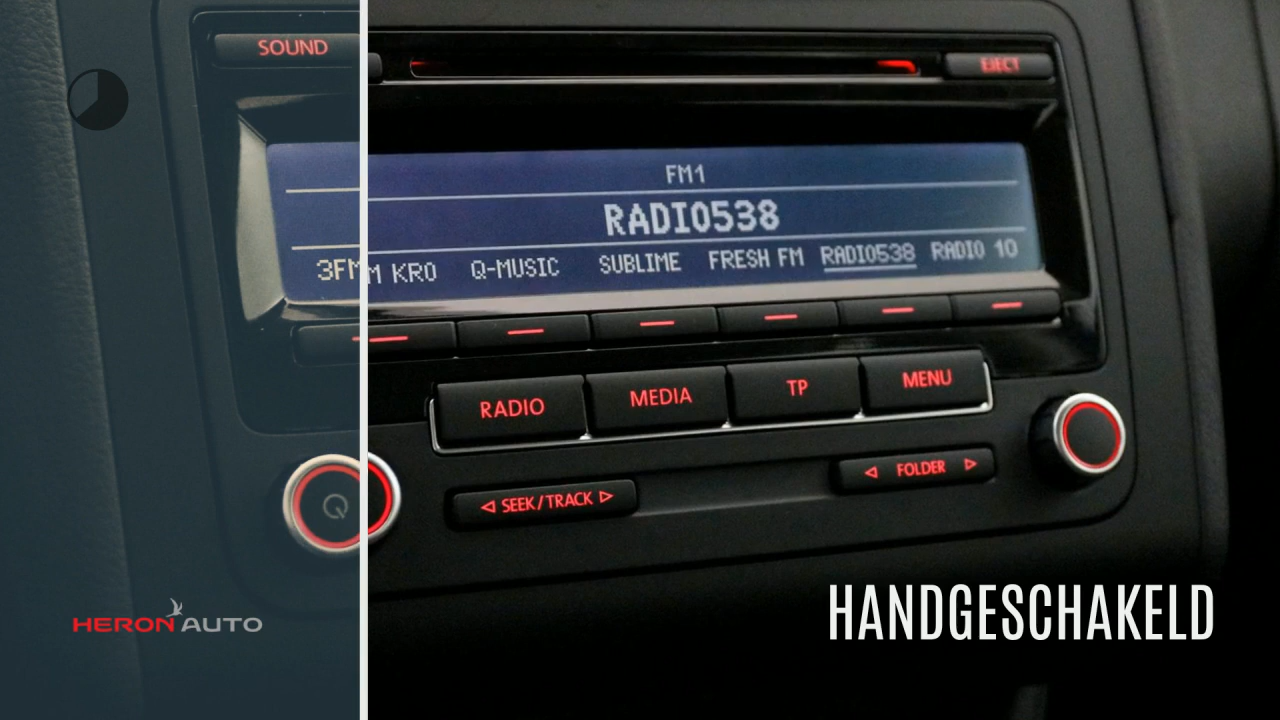 SOUND
EJECT
FM1
RADIO538
3FM KRO Q-MUSIC SUBLIME FRESH FM RADIO538 RADIO 10
RADIO MEDIA TP MENU
SEEK/TRACK
FOLDER
HERON AUTO
HANDGESCHAKELD